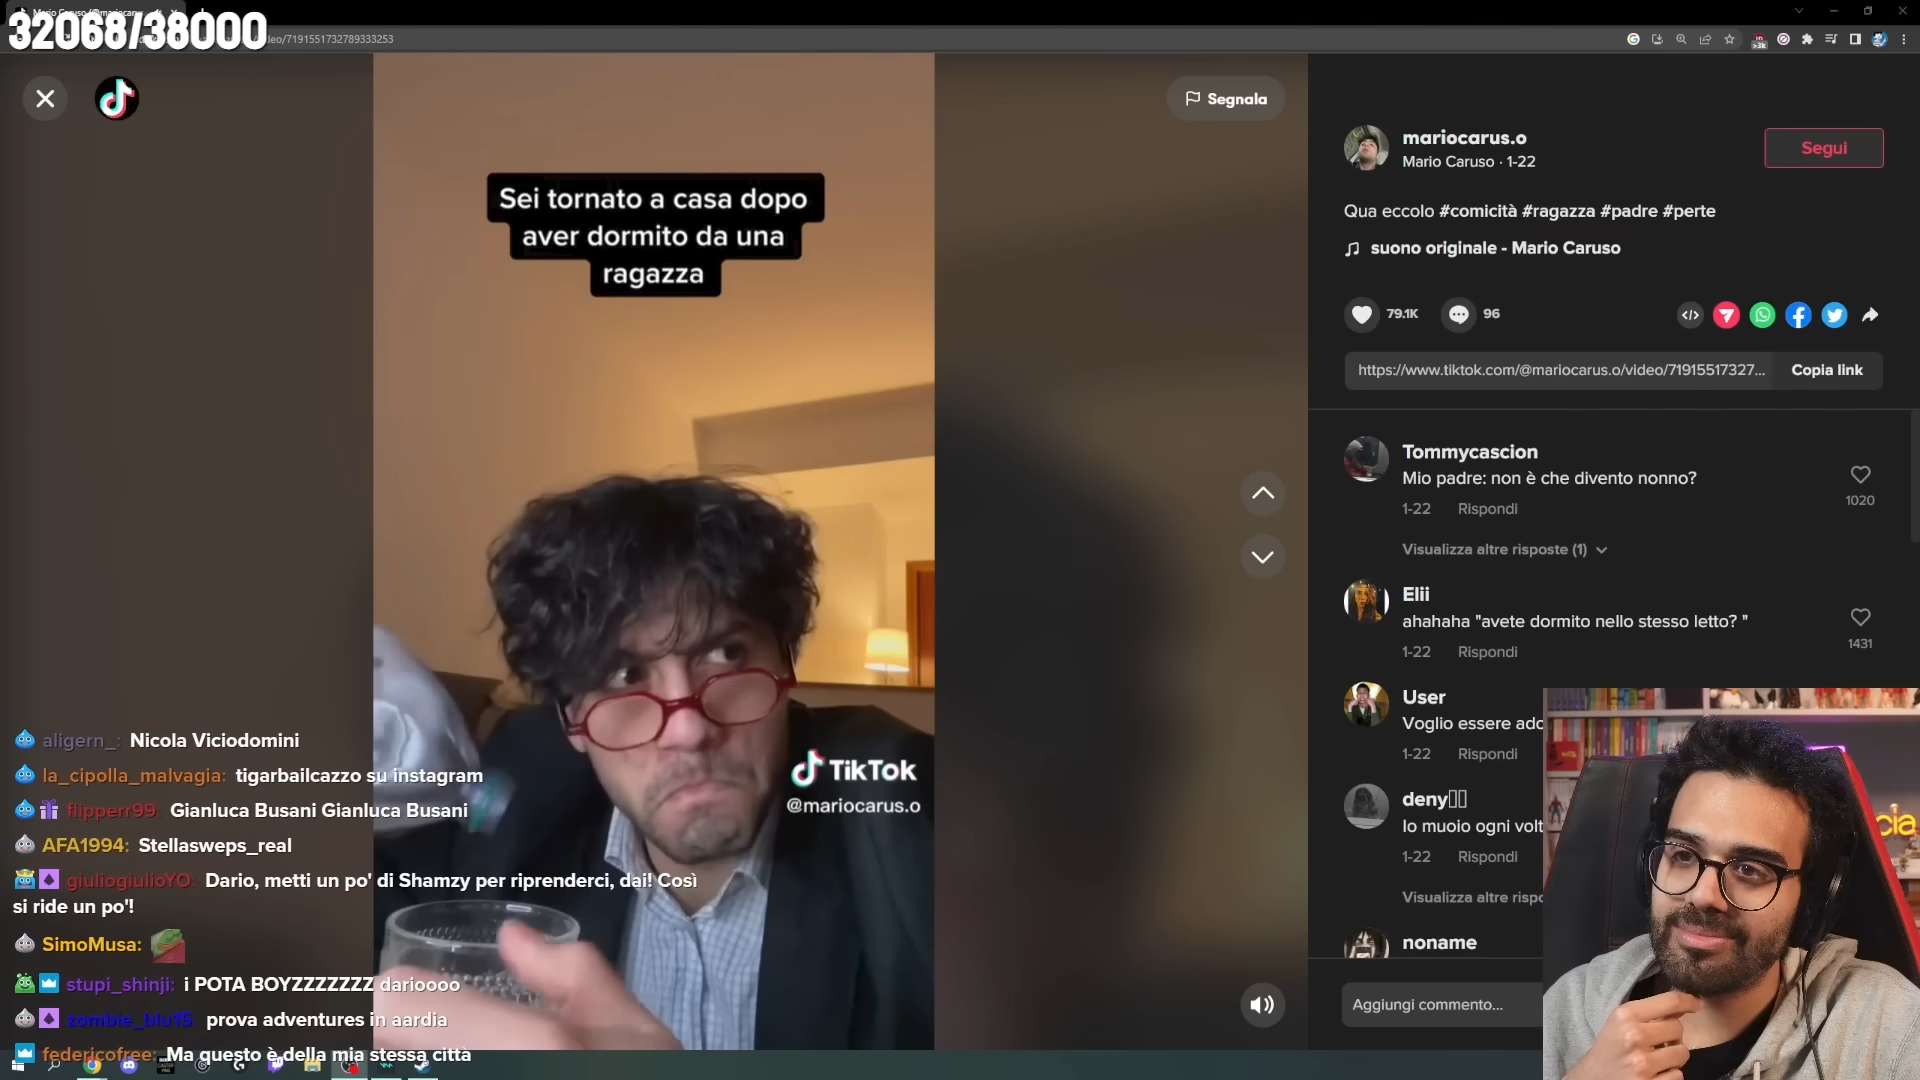 32068/38000
eo/7191551732789333253
Segnala
Sei tornato a casa dopo
aver dormito da una
ragazza
TikTok
@mariocarus.o
mariocarus.o
Mario Caruso · 1-22
Segui
Qua eccolo #comicità #ragazza #padre #perte
suono originale - Mario Caruso
79.1K
96
https://www.tiktok.com/@mariocarus.o/video/71915517327...
Copia link
Tommycascion
Mio padre: non è che divento nonno?
1020
1-22 Rispondi
Visualizza altre risposte (1)
Elii
ahahaha "avete dormito nello stesso letto? "
1431
1-22 Rispondi
User
Voglio essere ado
1-22 Rispondi
deny
Io muoio ogni volt
1-22 Rispondi
Visualizza altre rispo
noname
Aggiungi commento...
cia
aligern_: Nicola Viciodomini
la_cipolla_malvagia: tigarbailcazzo su instagram
flipperr99: Gianluca Busani Gianluca Busani
AFA1994: Stellasweps_real
giuliogiulioYO: Dario, metti un po' di Shamzy per riprenderci, dai! Così
si ride un po'!
SimoMusa:
stupi_shinji: i POTA BOYZZZZZZZ darioooo
zombie_blu15: prova adventures in aardia
federicofree: Ma questo è della mia stessa città